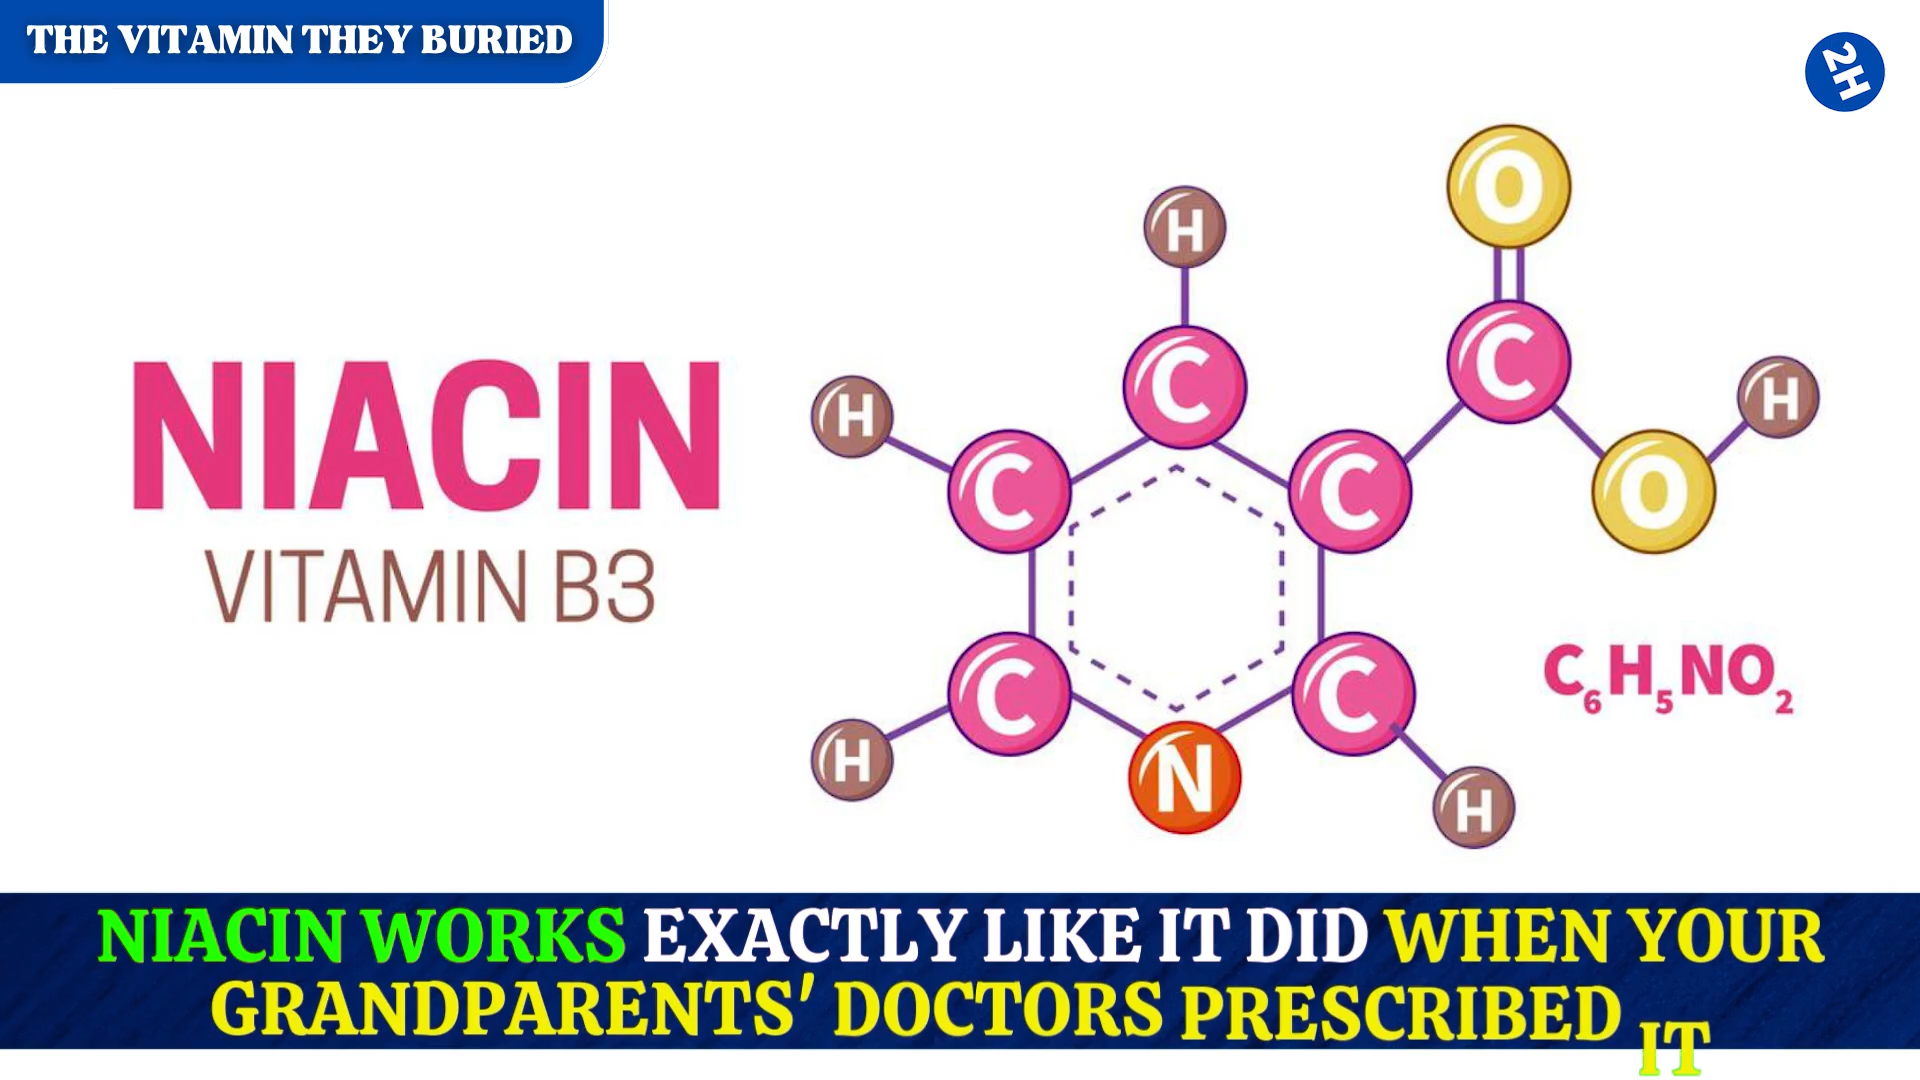 THE VITAMIN THEY BURIED
2H
NIACIN
VITAMIN B3
O
H
C
C
H
H
C
C
O
C
C
N
H
H
C6H5NO2
NIACIN WORKS EXACTLY LIKE IT DID WHEN YOUR
GRANDPARENTS' DOCTORS PRESCRIBED IT